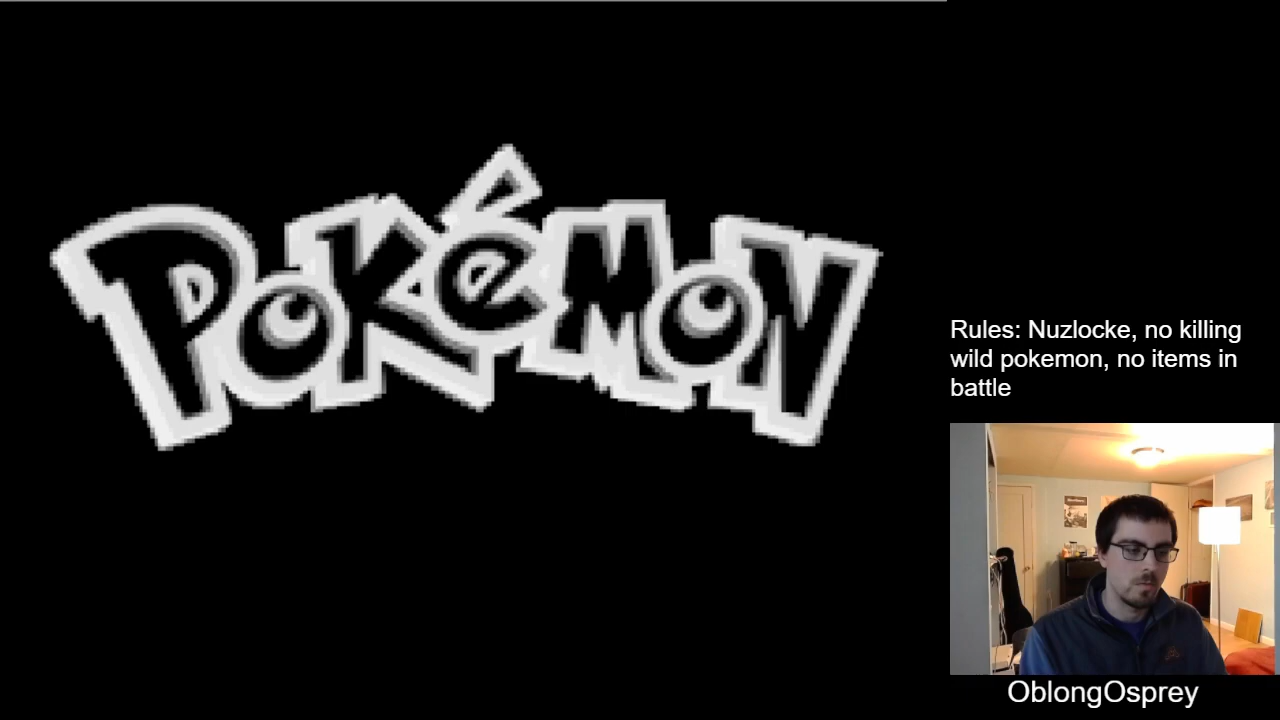 POKéMON
Rules: Nuzlocke, no killing
wild pokemon, no items in
battle
OblongOsprey